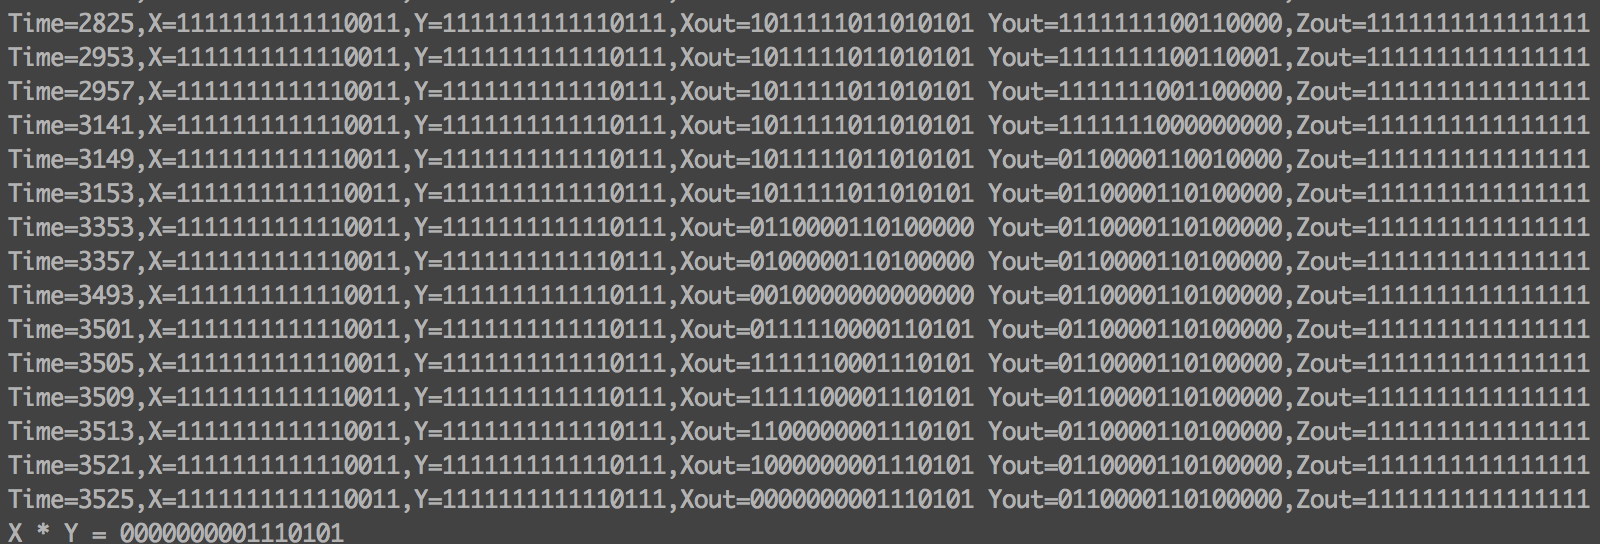 Time=2825,X=1111111111110011,Y=1111111111110111,Xout=1011111011010101 Yout=1111111100110000,Zout=1111111111111111
Time=2953,X=1111111111110011,Y=1111111111110111,Xout=1011111011010101 Yout=1111111100110001,Zout=1111111111111111
Time=2957,X=1111111111110011,Y=1111111111110111,Xout=1011111011010101 Yout=1111111001100000,Zout=1111111111111111
Time=3141,X=1111111111110011,Y=1111111111110111,Xout=1011111011010101 Yout=1111111000000000,Zout=1111111111111111
Time=3149,X=1111111111110011,Y=1111111111110111,Xout=1011111011010101 Yout=0110000110010000,Zout=1111111111111111
Time=3153,X=1111111111110011,Y=1111111111110111,Xout=1011111011010101 Yout=0110000110100000,Zout=1111111111111111
Time=3353,X=1111111111110011,Y=1111111111110111,Xout=0110000110100000 Yout=0110000110100000,Zout=1111111111111111
Time=3357,X=1111111111110011,Y=1111111111110111,Xout=0100000110100000 Yout=0110000110100000,Zout=1111111111111111
Time=3493,X=1111111111110011,Y=1111111111110111,Xout=0010000000000000 Yout=0110000110100000,Zout=1111111111111111
Time=3501,X=1111111111110011,Y=1111111111110111,Xout=0111110000110101 Yout=0110000110100000,Zout=1111111111111111
Time=3505,X=1111111111110011,Y=1111111111110111,Xout=1111110001110101 Yout=0110000110100000,Zout=1111111111111111
Time=3509,X=1111111111110011,Y=1111111111110111,Xout=1111100001110101 Yout=0110000110100000,Zout=1111111111111111
Time=3513,X=1111111111110011,Y=1111111111110111,Xout=1100000001110101 Yout=0110000110100000,Zout=1111111111111111
Time=3521,X=1111111111110011,Y=1111111111110111,Xout=1000000001110101 Yout=0110000110100000,Zout=1111111111111111
Time=3525,X=1111111111110011,Y=1111111111110111,Xout=0000000001110101 Yout=0110000110100000,Zout=1111111111111111
X * Y = 0000000001110101